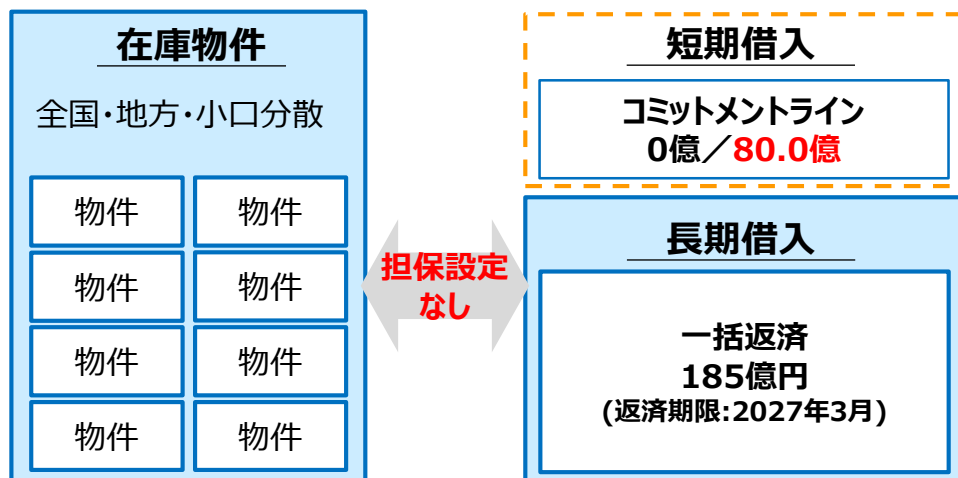 在庫物件
全国・地方・小口分散
物件 物件
物件 物件
物件 物件
物件 物件
担保設定
なし
短期借入
コミットメントライン
0億／80.0億
長期借入
一括返済
185億円
(返済期限:2027年3月)